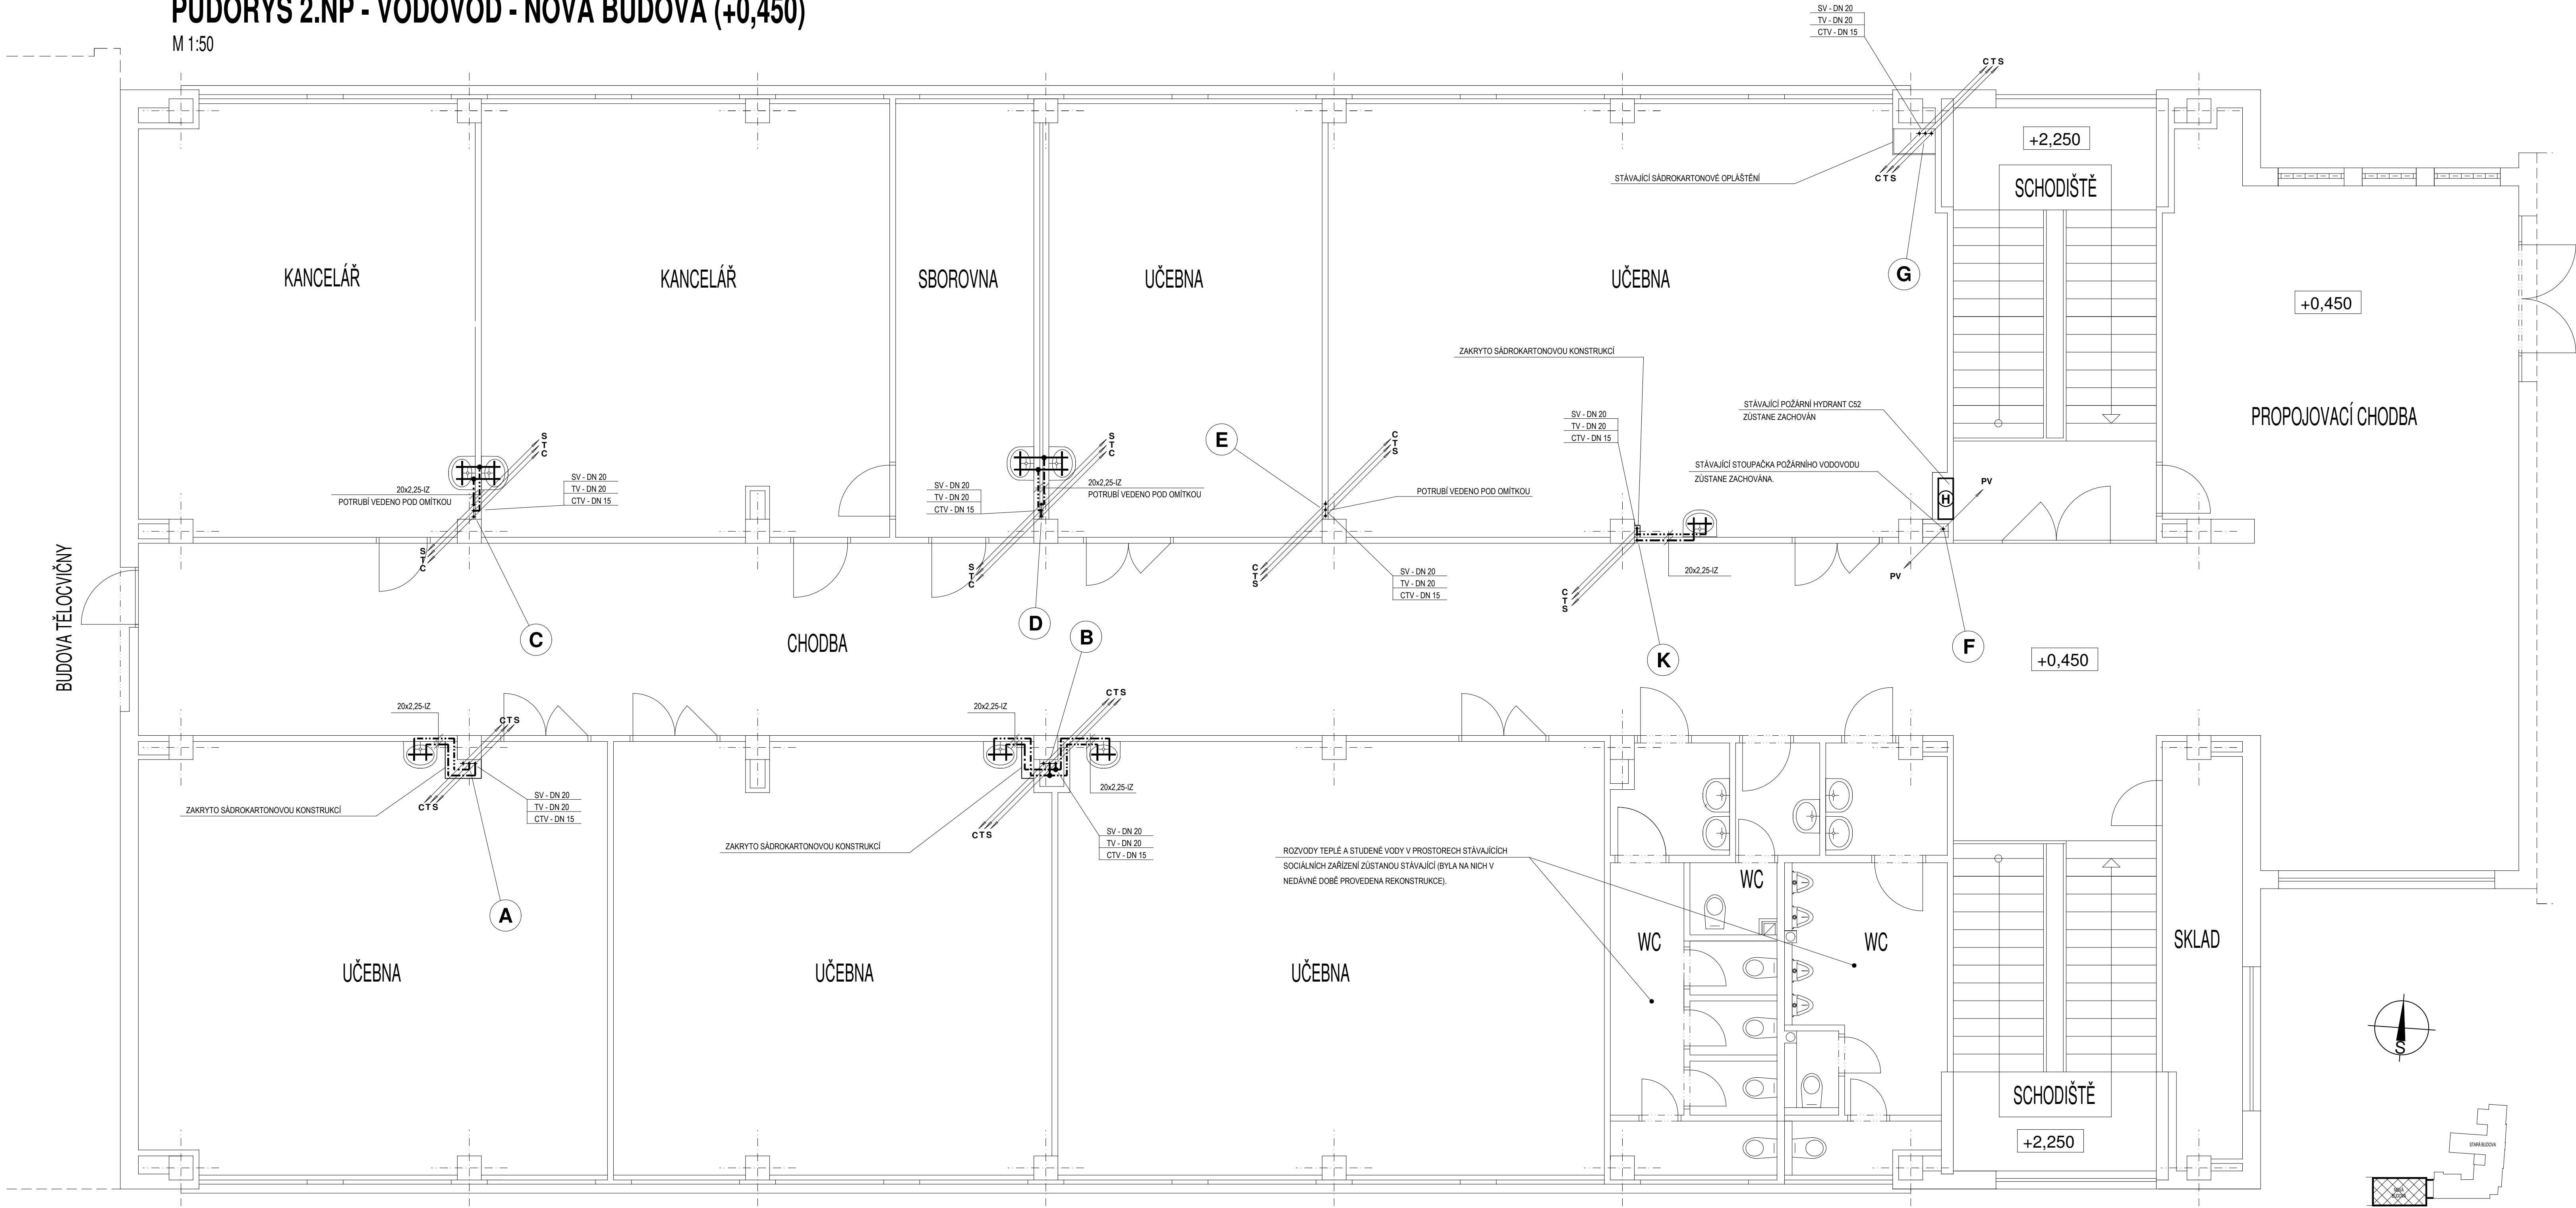 PŮDORYS 2.NP - VODOVOD - NOVÁ BUDOVA (+0,450)
M 1:50
SV - DN 20
TV - DN 20
CTV - DN 15
C T S
C T S
STÁVAJÍCÍ SÁDROKARTONOVÉ OPLÁŠTĚNÍ
+2,250
SCHODIŠTĚ
KANCELÁŘ
KANCELÁŘ
SBOROVNA
UČEBNA
UČEBNA
G
+0,450
ZAKRYTO SÁDROKARTONOVOU KONSTRUKCÍ
STÁVAJÍCÍ POŽÁRNÍ HYDRANT C52
ZŮSTANE ZACHOVÁN
PROPOJOVACÍ CHODBA
SV - DN 20
TV - DN 20
CTV - DN 15
S
T
C
S
T
C
E
C
T
S
STÁVAJÍCÍ STOUPAČKA POŽÁRNÍHO VODOVODU
ZŮSTANE ZACHOVÁNA.
H
PV
PV
20x2,25-IZ
POTRUBÍ VEDENO POD OMÍTKOU
SV - DN 20
TV - DN 20
CTV - DN 15
SV - DN 20
TV - DN 20
CTV - DN 15
20x2,25-IZ
POTRUBÍ VEDENO POD OMÍTKOU
POTRUBÍ VEDENO POD OMÍTKOU
S
T
C
S
T
C
C
T
S
SV - DN 20
TV - DN 20
CTV - DN 15
C
T
S
20x2,25-IZ
BUDOVA TĚLOCVIČNY
C
D
B
CHODBA
K
F
+0,450
20x2,25-IZ
C T S
20x2,25-IZ
C T S
C T S
ZAKRYTO SÁDROKARTONOVOU KONSTRUKCÍ
SV - DN 20
TV - DN 20
CTV - DN 15
20x2,25-IZ
C T S
ZAKRYTO SÁDROKARTONOVOU KONSTRUKCÍ
SV - DN 20
TV - DN 20
CTV - DN 15
ROZVODY TEPLÉ A STUDENÉ VODY V PROSTORECH STÁVAJÍCÍCH
SOCIÁLNÍCH ZAŘÍZENÍ ZŮSTANOU STÁVAJÍCÍ (BYLA NA NICH V
NEDÁVNÉ DOBĚ PROVEDENA REKONSTRUKCE).
A
WC
WC
WC
SKLAD
UČEBNA
UČEBNA
UČEBNA
S
SCHODIŠTĚ
+2,250
STARÁ BUDOVA
NOVÁ
BUDOVA